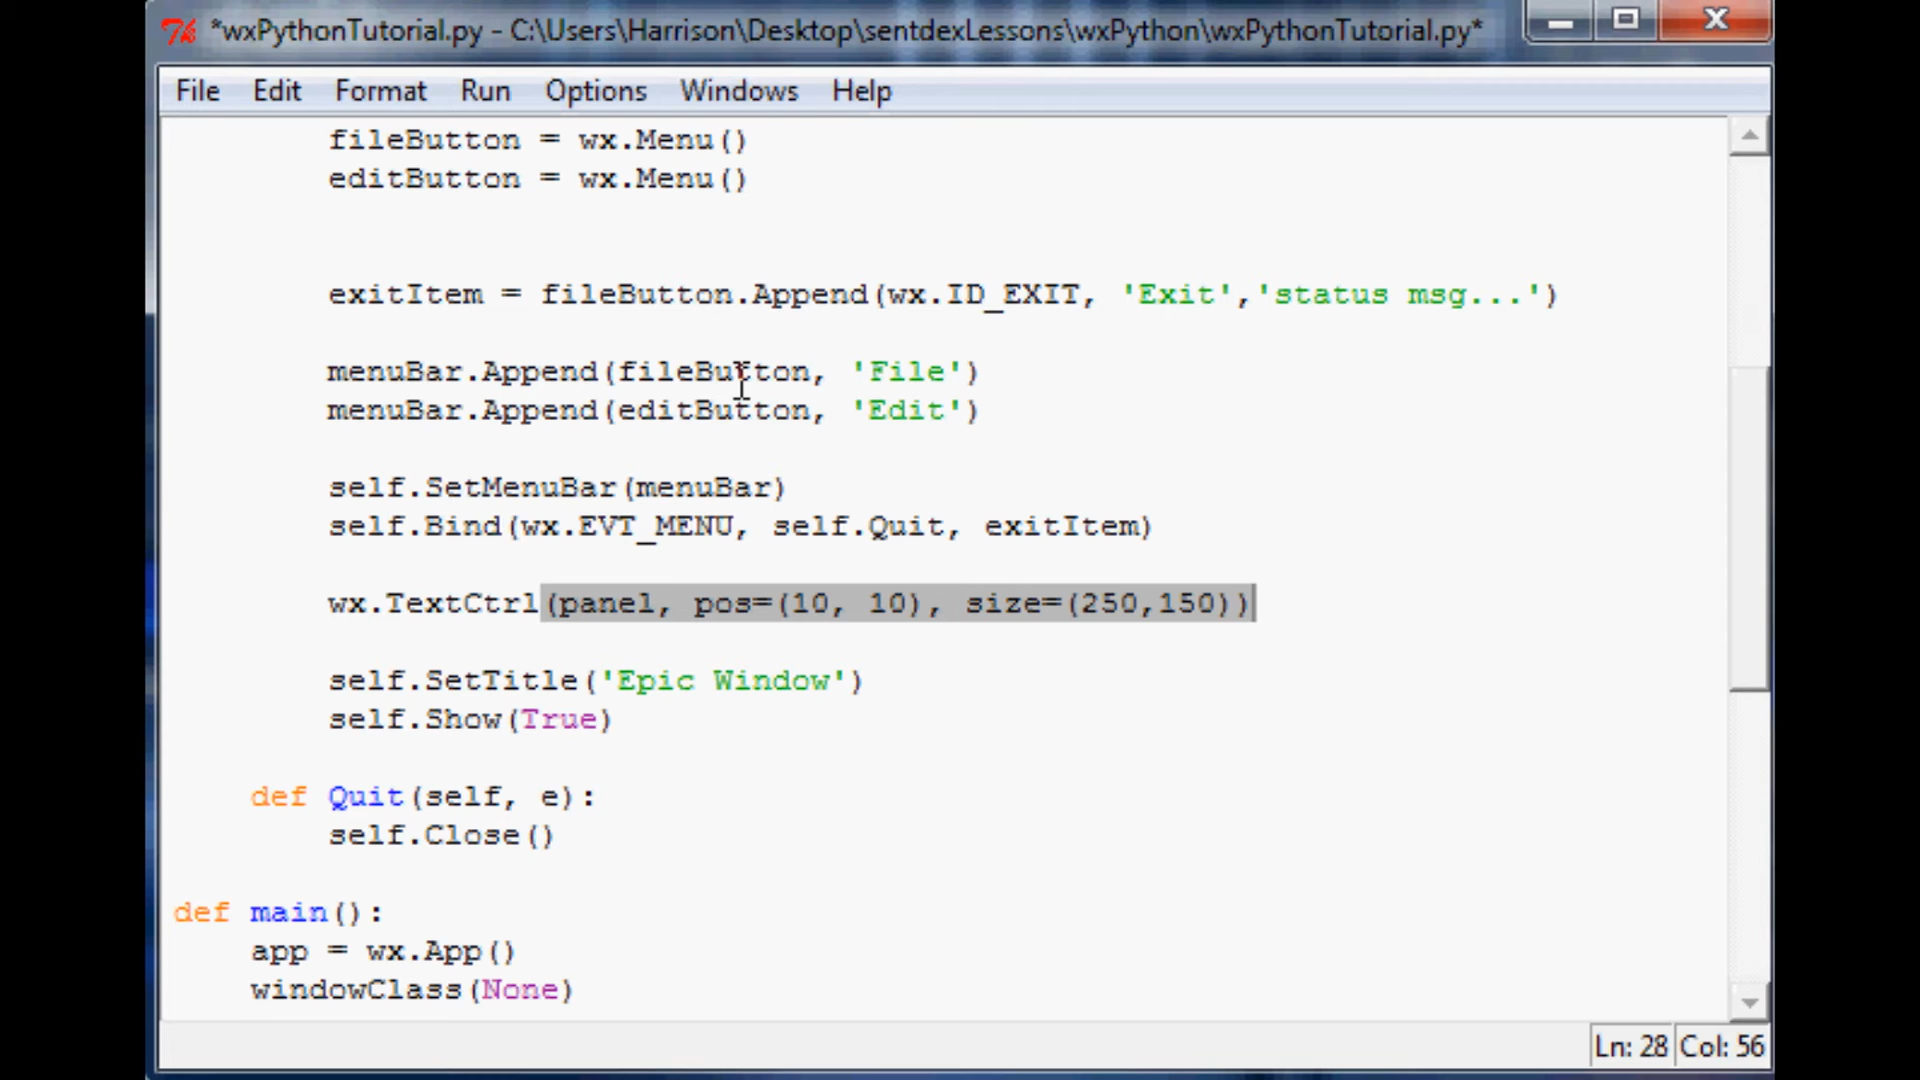 *wxPythonTutorial.py - C:\Users\Harrison\Desktop\sentdexLessons\wxPython\wxPythonTutorial.py*
File Edit Format Run Options Windows Help
fileButton = wx.Menu()
editButton = wx.Menu()
exitItem = fileButton.Append(wx.ID_EXIT, 'Exit','status msg...')
menuBar.Append(fileButton, 'File')
menuBar.Append(editButton, 'Edit')
self.SetMenuBar(menuBar)
self.Bind(wx.EVT_MENU, self.Quit, exitItem)
wx.TextCtrl(panel, pos=(10, 10), size=(250,150))
self.SetTitle('Epic Window')
self.Show(True)
def Quit(self, e):
self.Close()
def main():
app = wx.App()
windowClass(None)
Ln: 28 Col: 56